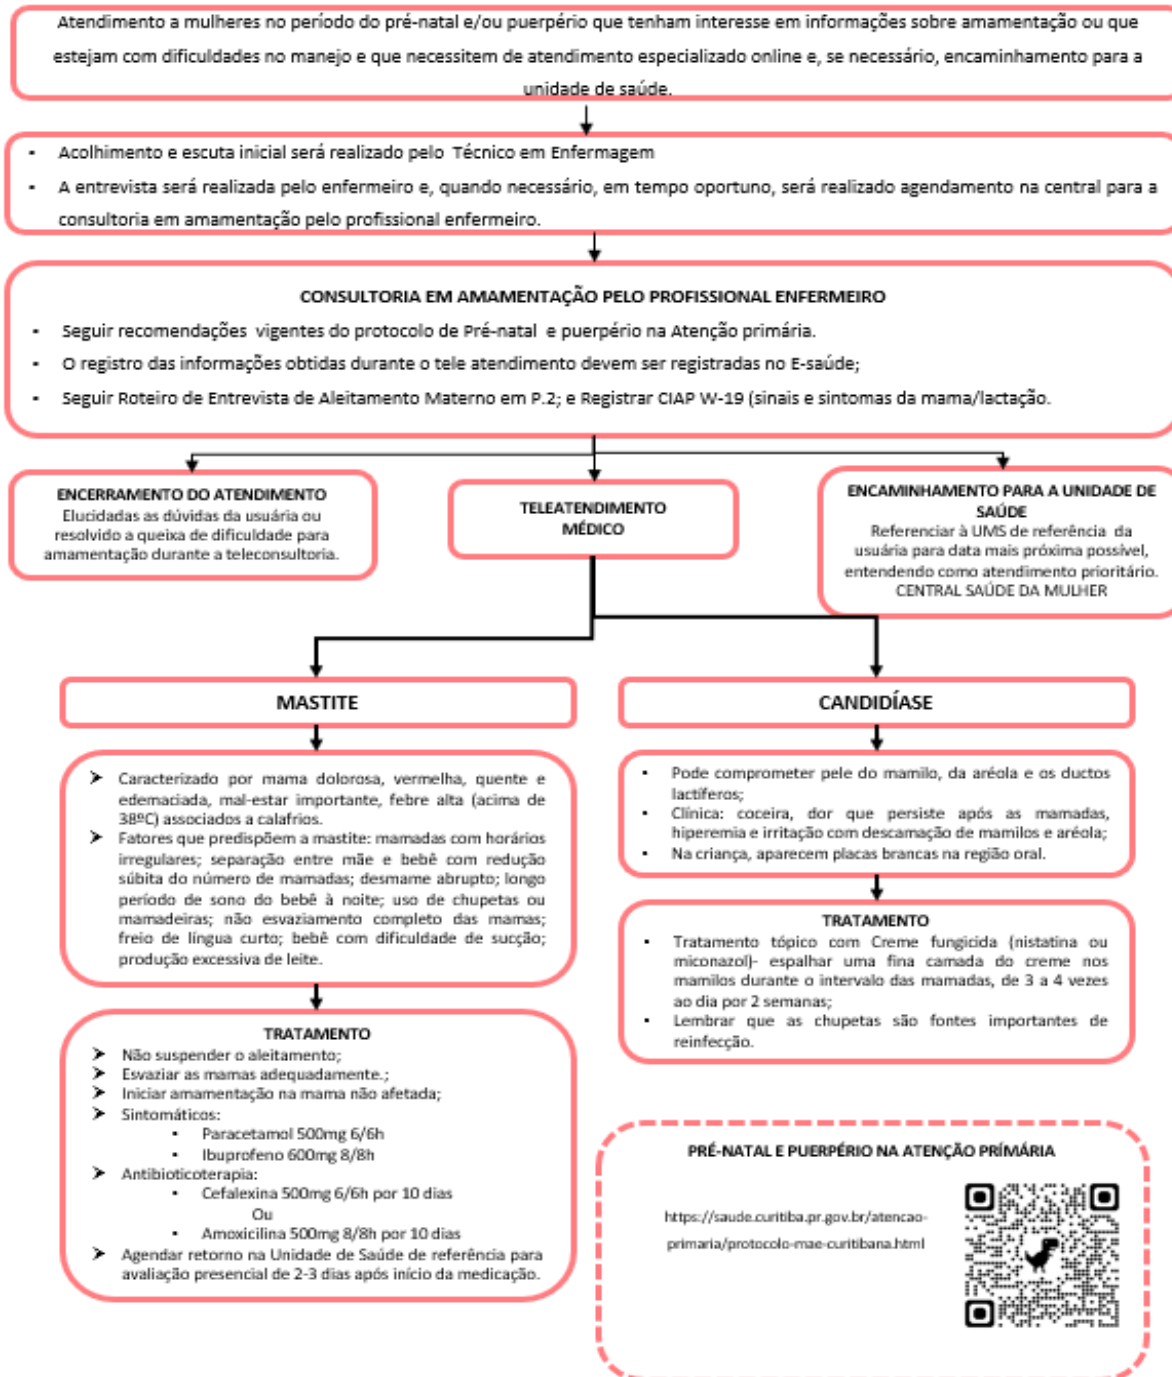 Atendimento a mulheres no período do pré-natal e/ou puerpério que tenham interesse em informações sobre amamentação ou que
estejam com dificuldades no manejo e que necessitem de atendimento especializado online e, se necessário, encaminhamento para a
unidade de saúde.
▪ Acolhimento e escuta inicial será realizado pelo Técnico em Enfermagem
▪ A entrevista será realizada pelo enfermeiro e, quando necessário, em tempo oportuno, será realizado agendamento na central para a
consultoria em amamentação pelo profissional enfermeiro.
CONSULTORIA EM AMAMENTAÇÃO PELO PROFISSIONAL ENFERMEIRO
▪ Seguir recomendações vigentes do protocolo de Pré-natal e puerpério na Atenção primária.
▪ O registro das informações obtidas durante o tele atendimento devem ser registradas no E-saúde;
▪ Seguir Roteiro de Entrevista de Aleitamento Materno em P.2; e Registrar CIAP W-19 (sinais e sintomas da mama/lactação.
ENCERRAMENTO DO ATENDIMENTO
Elucidadas as dúvidas da usuária ou
resolvido a queixa de dificuldade para
amamentação durante a teleconsultoria.
TELEATENDIMENTO
MÉDICO
ENCAMINHAMENTO PARA A UNIDADE DE
SAÚDE
Referenciar à UMS de referência da
usuária para data mais próxima possível,
entendendo como atendimento prioritário.
CENTRAL SAÚDE DA MULHER
MASTITE
➤ Caracterizado por mama dolorosa, vermelha, quente e
edemaciada, mal-estar importante, febre alta (acima de
38ºC) associados a calafrios.
➤ Fatores que predispõem a mastite: mamadas com horários
irregulares; separação entre mãe e bebê com redução
súbita do número de mamadas; desmame abrupto; longo
período de sono do bebê à noite; uso de chupetas ou
mamadeiras; não esvaziamento completo das mamas;
freio de língua curto; bebê com dificuldade de sucção;
produção excessiva de leite.
TRATAMENTO
➤ Não suspender o aleitamento;
➤ Esvaziar as mamas adequadamente.;
➤ Iniciar amamentação na mama não afetada;
➤ Sintomáticos:
▪ Paracetamol 500mg 6/6h
▪ Ibuprofeno 600mg 8/8h
➤ Antibioticoterapia:
▪ Cefalexina 500mg 6/6h por 10 dias
Ou
▪ Amoxicilina 500mg 8/8h por 10 dias
➤ Agendar retorno na Unidade de Saúde de referência para
avaliação presencial de 2-3 dias após início da medicação.
CANDIDÍASE
▪ Pode comprometer pele do mamilo, da aréola e os ductos
lactíferos;
▪ Clínica: coceira, dor que persiste após as mamadas,
hiperemia e irritação com descamação de mamilos e aréola;
▪ Na criança, aparecem placas brancas na região oral.
TRATAMENTO
▪ Tratamento tópico com Creme fungicida (nistatina ou
miconazol)- espalhar uma fina camada do creme nos
mamilos durante o intervalo das mamadas, de 3 a 4 vezes
ao dia por 2 semanas;
▪ Lembrar que as chupetas são fontes importantes de
reinfecção.
PRÉ-NATAL E PUERPÉRIO NA ATENÇÃO PRÍMÁRIA
https://saude.curitiba.pr.gov.br/atencao-
primaria/protocolo-mae-curitibana.html